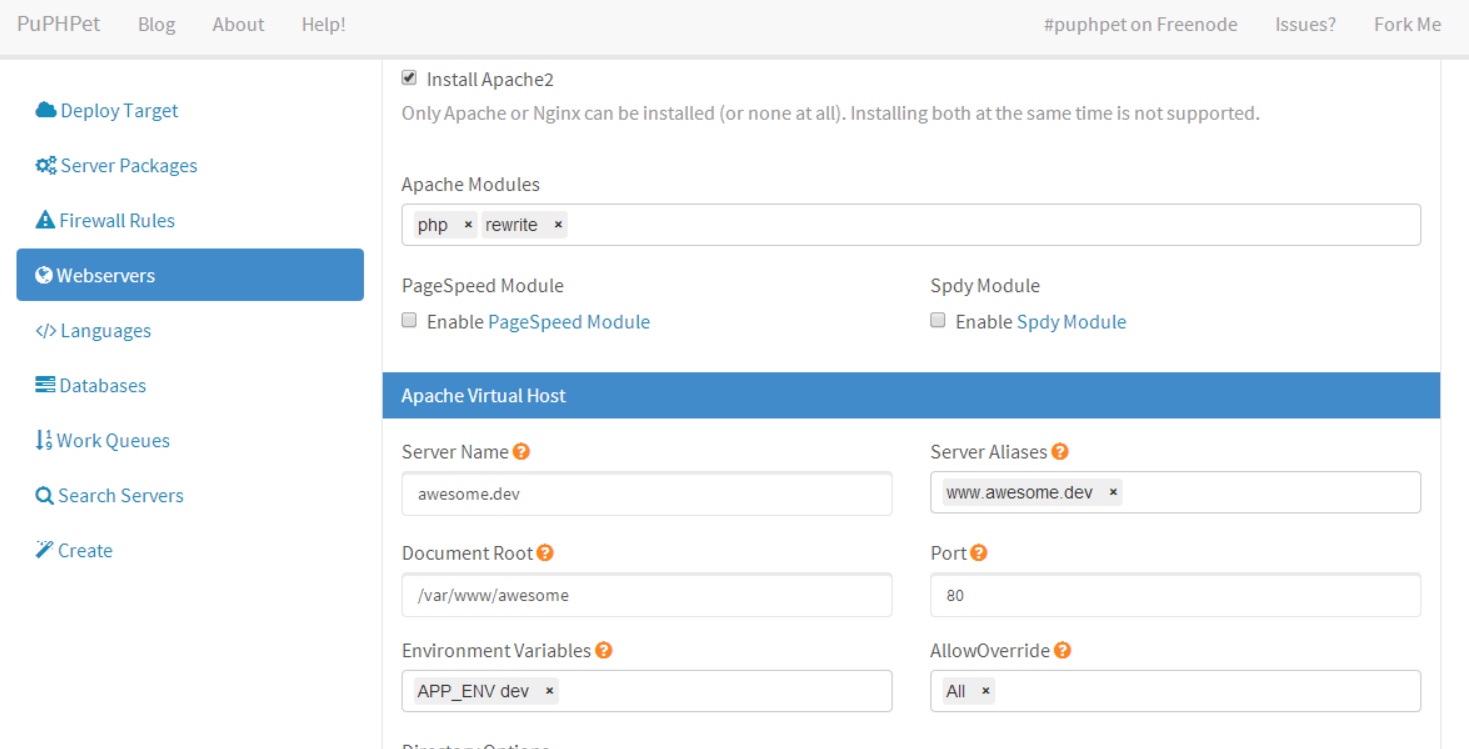 PuPHPet Blog About Help! #puphpet on Freenode Issues? Fork Me
Deploy Target
Server Packages
Firewall Rules
Webservers
</> Languages
Databases
Work Queues
Search Servers
Create
Install Apache2
Only Apache or Nginx can be installed (or none at all). Installing both at the same time is not supported.
Apache Modules
php × rewrite ×
PageSpeed Module
Enable PageSpeed Module
Spdy Module
Enable Spdy Module
Apache Virtual Host
Server Name ?
awesome.dev
Server Aliases ?
www.awesome.dev ×
Document Root ?
/var/www/awesome
Port ?
80
Environment Variables ?
APP_ENV dev ×
AllowOverride ?
All ×
Directory Options